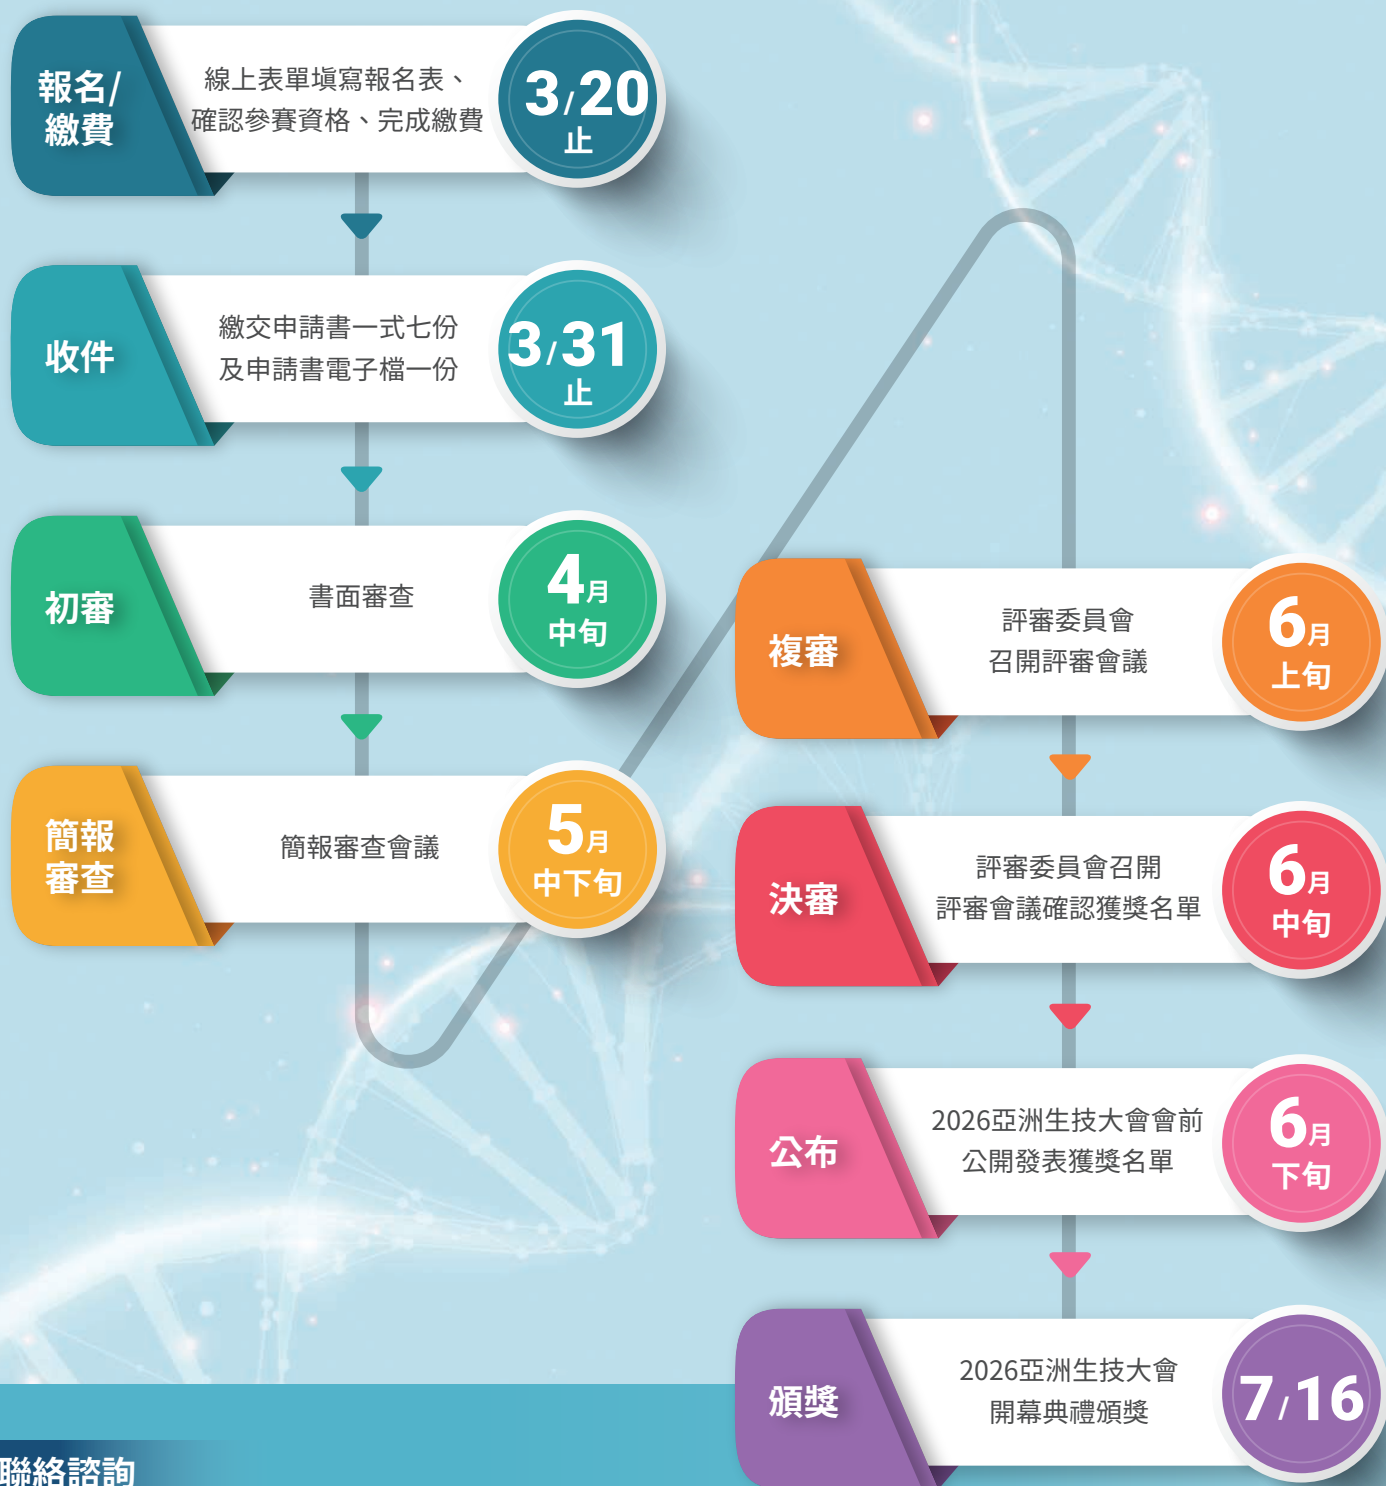 報名/
繳費
線上表單填寫報名表、
確認參賽資格、完成繳費
3/20
止
收件
繳交申請書一式七份
及申請書電子檔一份
3/31
止
初審
書面審查
4月
中旬
簡報
審查
簡報審查會議
5月
中下旬
複審
評審委員會
召開評審會議
6月
上旬
決審
評審委員會召開
評審會議確認獲獎名單
6月
中旬
公布
2026亞洲生技大會會前
公開發表獲獎名單
6月
下旬
頒獎
2026亞洲生技大會
開幕典禮頒獎
7/16
聯絡諮詢